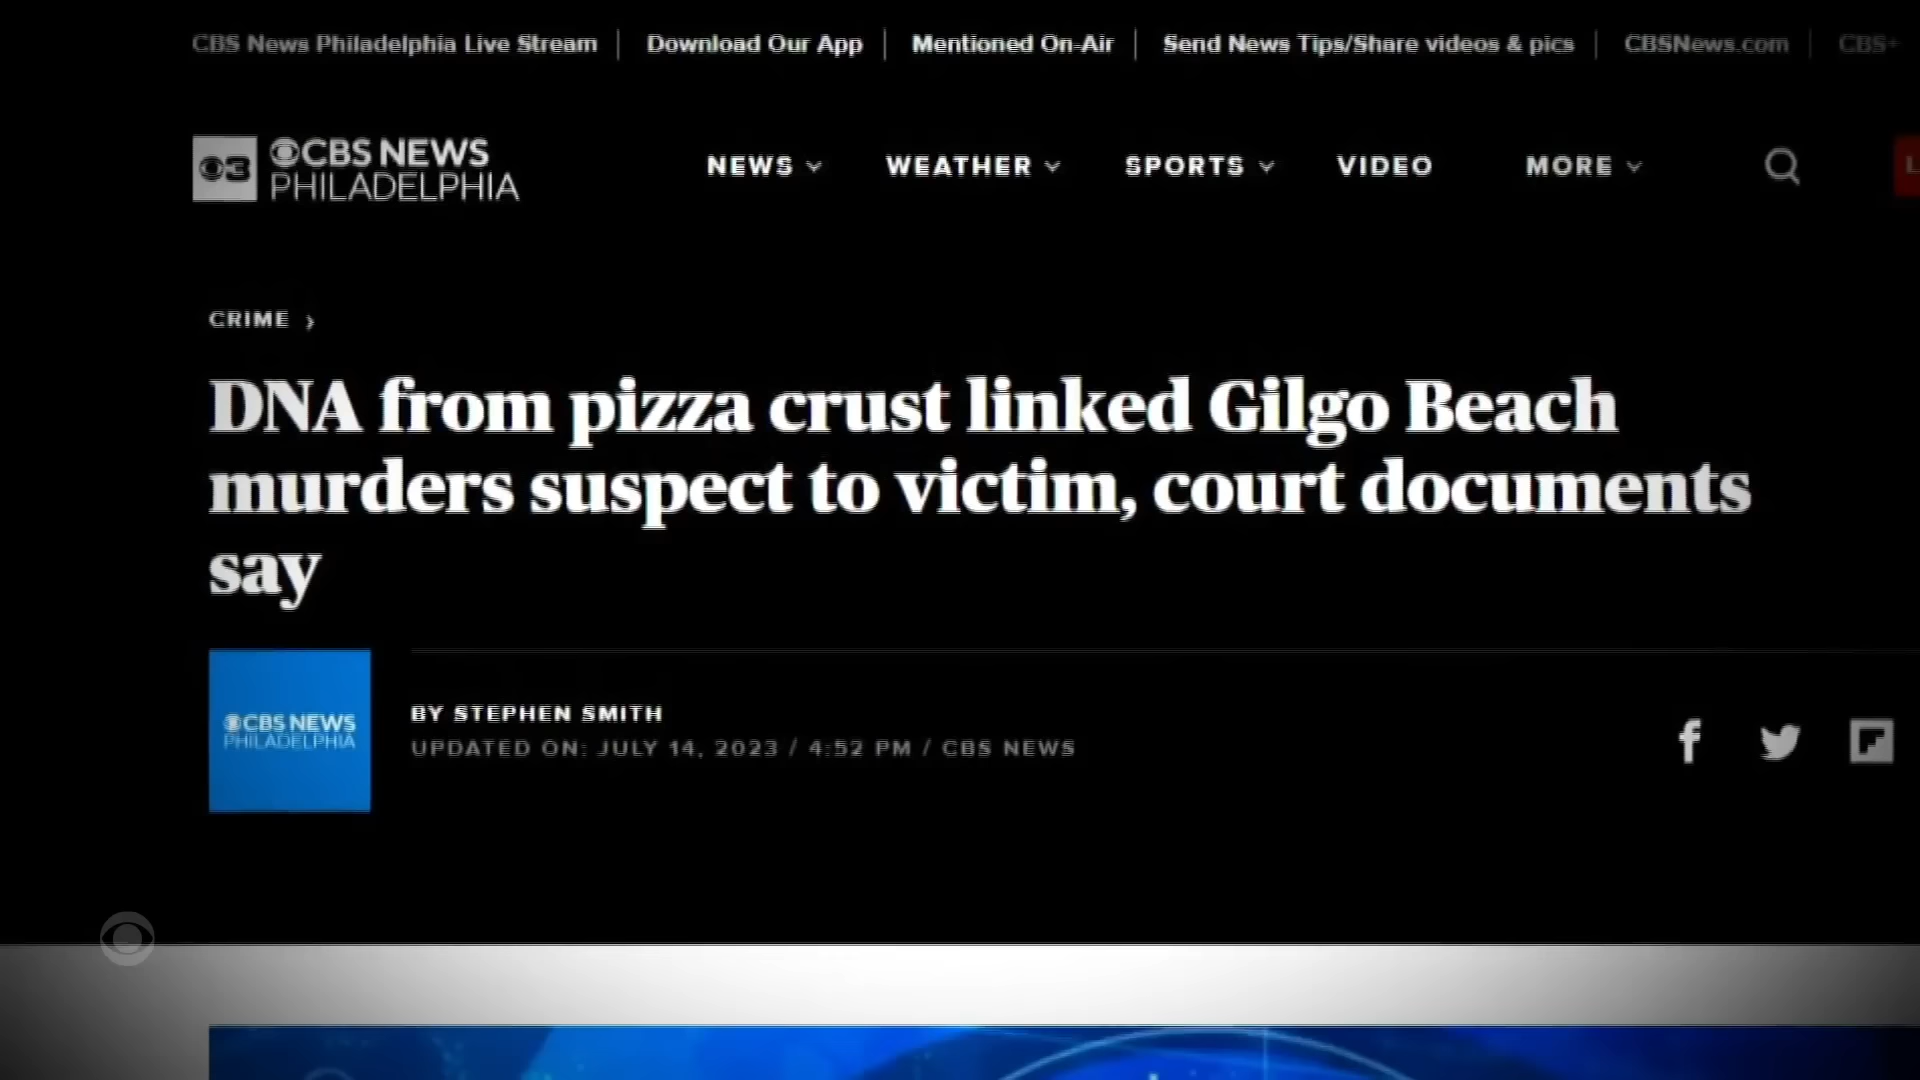 CBS News Philadelphia Live Stream | Download Our App | Mentioned On-Air | Send News Tips/Share videos & pics | CBSNews.com | CBS+
3 CBS NEWS
PHILADELPHIA
NEWS WEATHER SPORTS VIDEO MORE
CRIME ›
DNA from pizza crust linked Gilgo Beach
murders suspect to victim, court documents
say
CBS NEWS
PHILADELPHIA
BY STEPHEN SMITH
UPDATED ON: JULY 14, 2023 / 4:52 PM / CBS NEWS